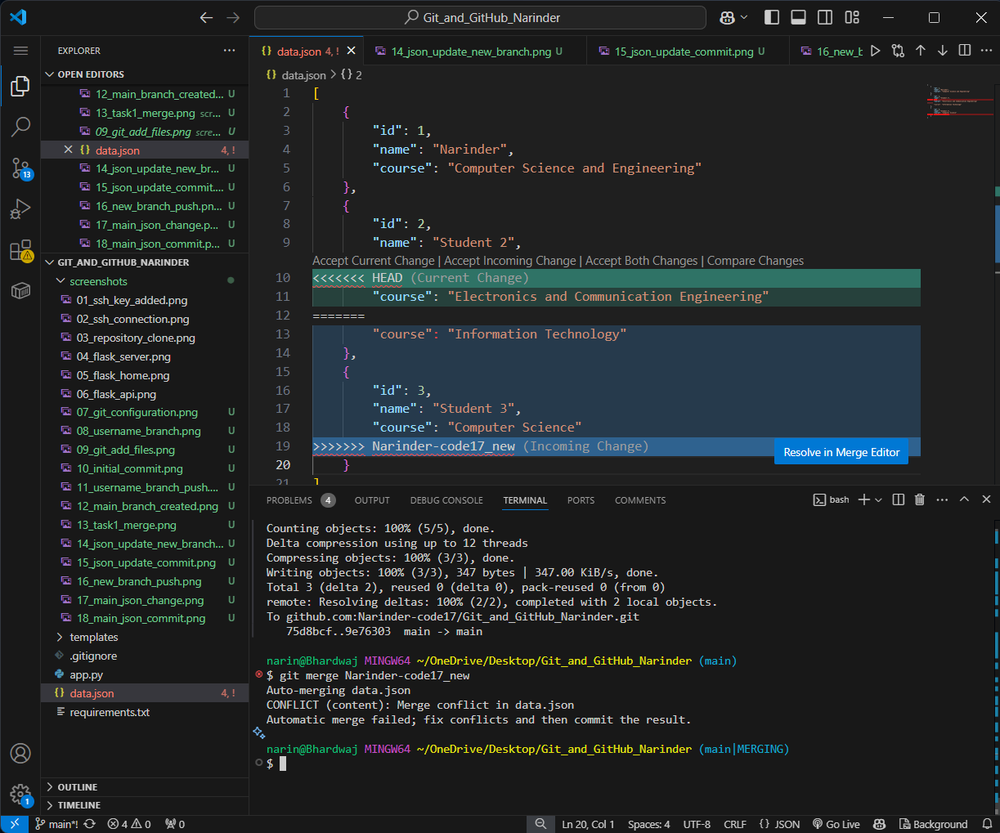 Git_and_GitHub_Narinder
EXPLORER
OPEN EDITORS
12_main_branch_created... U
13_task1_merge.png scr... U
09_git_add_files.png scre... U
data.json 4, !
14_json_update_new_br... U
15_json_update_commit.... U
16_new_branch_push.pn... U
17_main_json_change.p... U
18_main_json_commit.p... U
GIT_AND_GITHUB_NARINDER
screenshots
01_ssh_key_added.png
02_ssh_connection.png
03_repository_clone.png
04_flask_server.png
05_flask_home.png
06_flask_api.png
07_git_configuration.png U
08_username_branch.png U
09_git_add_files.png U
10_initial_commit.png U
11_username_branch_push.... U
12_main_branch_created.png U
13_task1_merge.png U
14_json_update_new_branch... U
15_json_update_commit.png U
16_new_branch_push.png U
17_main_json_change.png U
18_main_json_commit.png U
templates
.gitignore
app.py
data.json 4, !
requirements.txt
OUTLINE
TIMELINE
13
1
data.json 4, !
14_json_update_new_branch.png U
15_json_update_commit.png U
16_new_b
data.json > {} 2
1 [
2 {
3 "id": 1,
4 "name": "Narinder",
5 "course": "Computer Science and Engineering"
6 },
7 {
8 "id": 2,
9 "name": "Student 2",
Accept Current Change | Accept Incoming Change | Accept Both Changes | Compare Changes
10 <<<<<<< HEAD (Current Change)
11 "course": "Electronics and Communication Engineering"
12 =======
13 "course": "Information Technology"
14 },
15 {
16 "id": 3,
17 "name": "Student 3",
18 "course": "Computer Science"
19 >>>>>>> Narinder-code17_new (Incoming Change)
Resolve in Merge Editor
20 }
21 ]
PROBLEMS 4 OUTPUT DEBUG CONSOLE TERMINAL PORTS COMMENTS
bash
Counting objects: 100% (5/5), done.
Delta compression using up to 12 threads
Compressing objects: 100% (3/3), done.
Writing objects: 100% (3/3), 347 bytes | 347.00 KiB/s, done.
Total 3 (delta 2), reused 0 (delta 0), pack-reused 0 (from 0)
remote: Resolving deltas: 100% (2/2), completed with 2 local objects.
To github.com:Narinder-code17/Git_and_GitHub_Narinder.git
75d8bcf..9e76303 main -> main
narin@Bhardwaj MINGW64 ~/OneDrive/Desktop/Git_and_GitHub_Narinder (main)
$ git merge Narinder-code17_new
Auto-merging data.json
CONFLICT (content): Merge conflict in data.json
Automatic merge failed; fix conflicts and then commit the result.
narin@Bhardwaj MINGW64 ~/OneDrive/Desktop/Git_and_GitHub_Narinder (main|MERGING)
$
main*! 4 0 0 Ln 20, Col 1 Spaces: 4 UTF-8 CRLF {} JSON Go Live Background